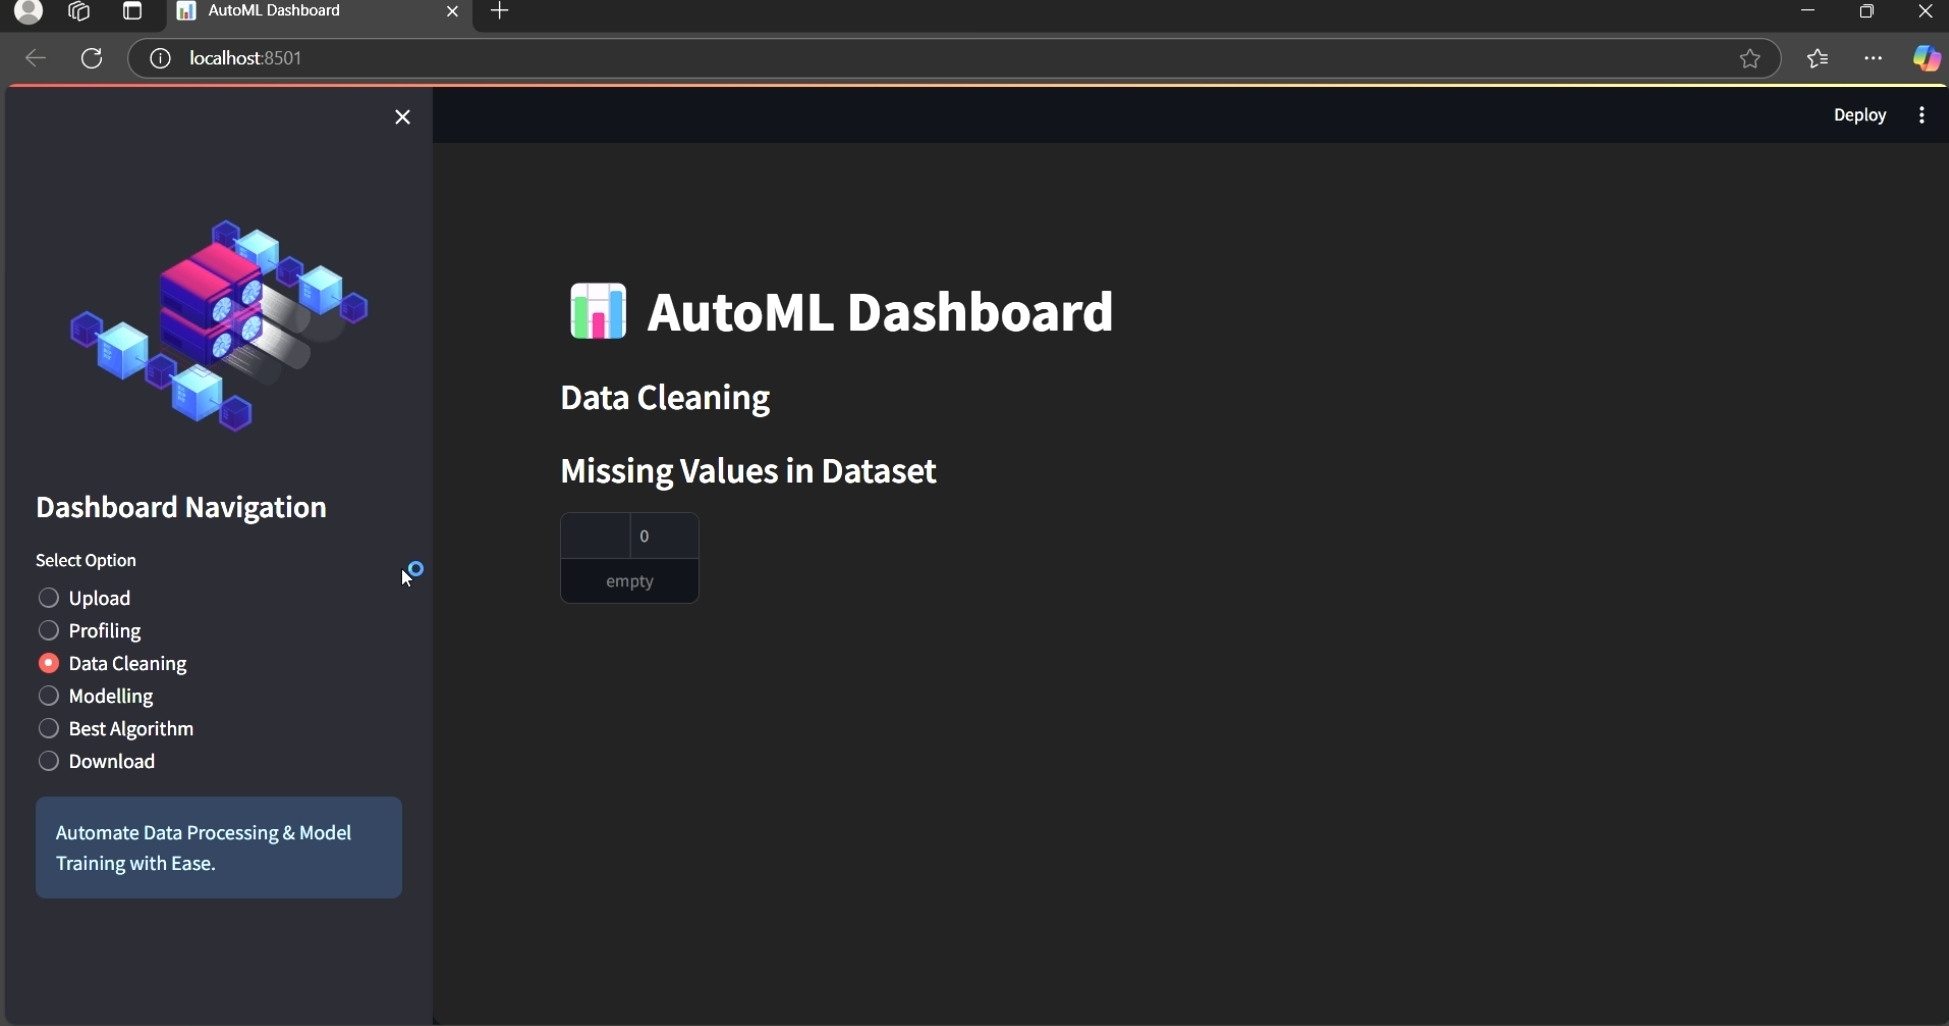 AutoML Dashboard
localhost:8501
Deploy
AutoML Dashboard
Data Cleaning
Missing Values in Dataset
0
empty
Dashboard Navigation
Select Option
Upload
Profiling
Data Cleaning
Modelling
Best Algorithm
Download
Automate Data Processing & Model
Training with Ease.